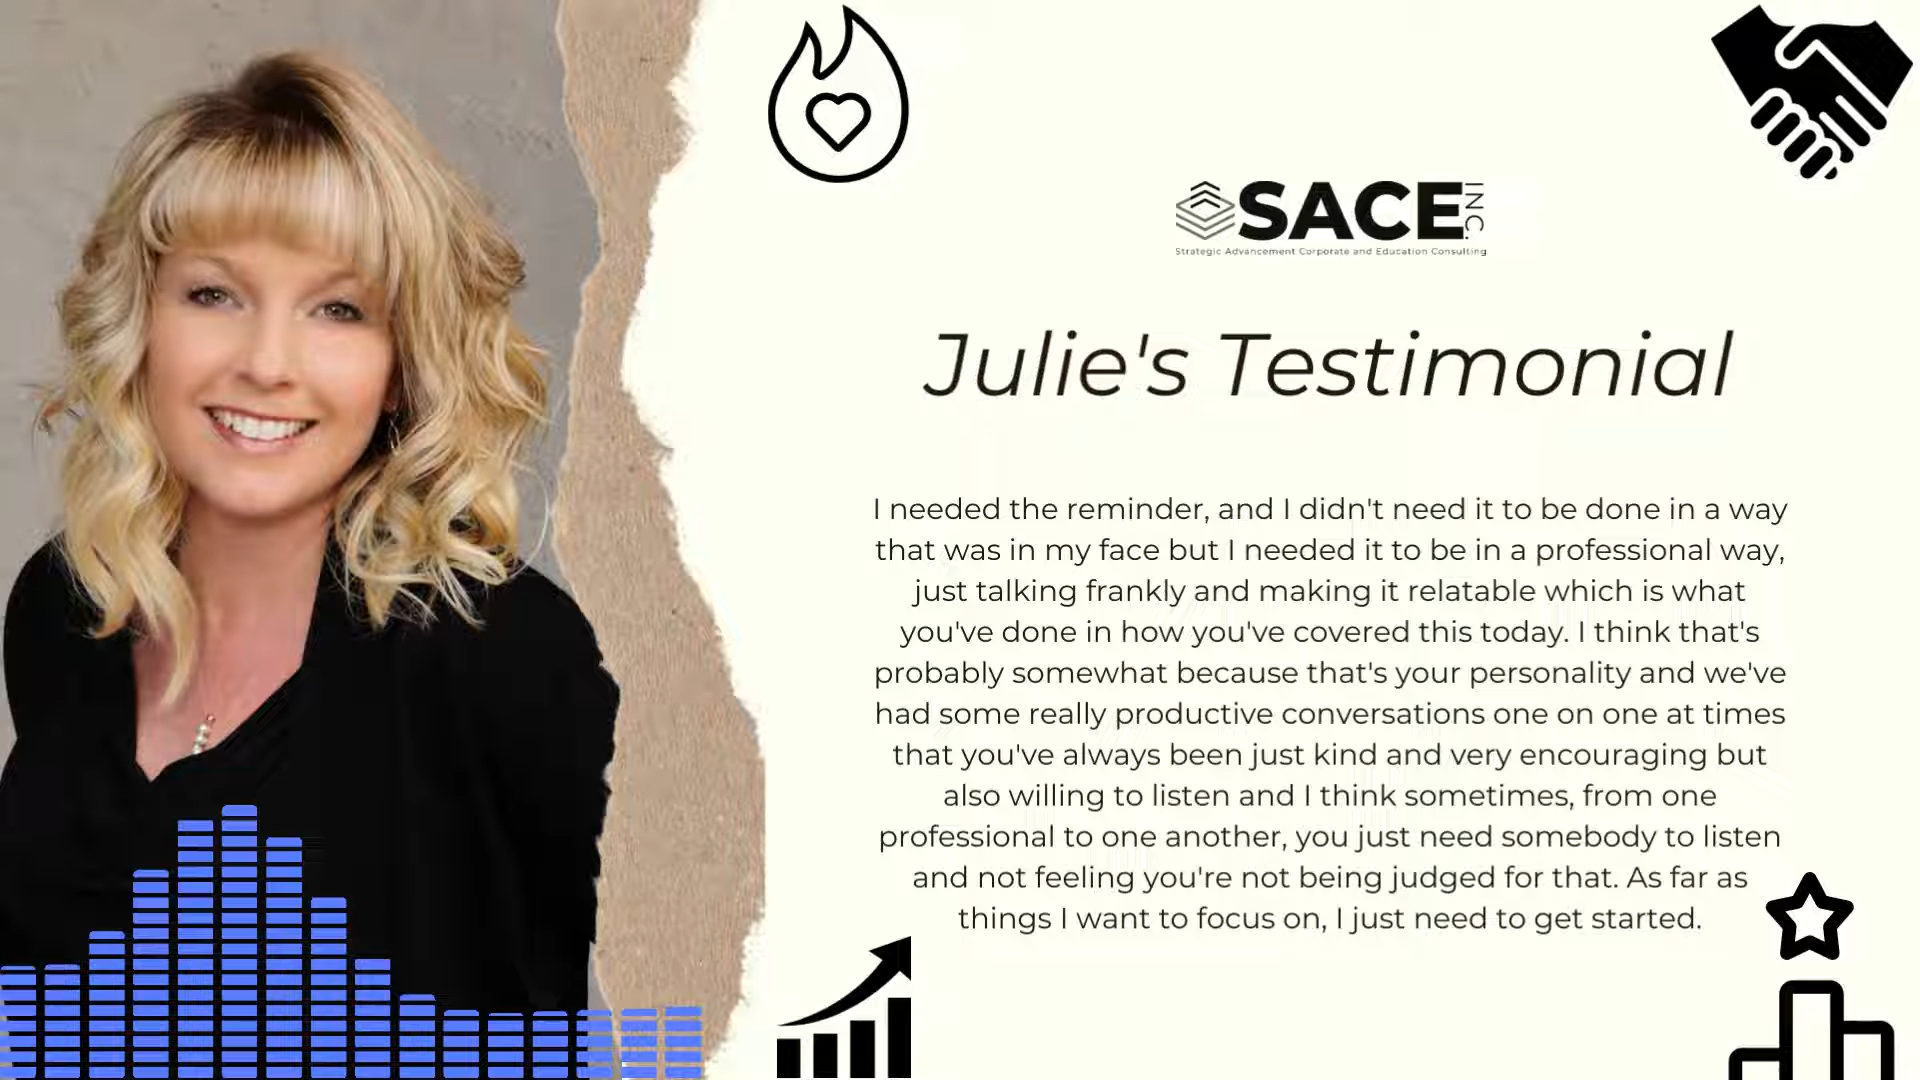 SACE INC.
Strategic Advancement Corporate and Education Consulting
Julie's Testimonial
I needed the reminder, and I didn't need it to be done in a way
that was in my face but I needed it to be in a professional way,
just talking frankly and making it relatable which is what
you've done in how you've covered this today. I think that's
probably somewhat because that's your personality and we've
had some really productive conversations one on one at times
that you've always been just kind and very encouraging but
also willing to listen and I think sometimes, from one
professional to one another, you just need somebody to listen
and not feeling you're not being judged for that. As far as
things I want to focus on, I just need to get started.